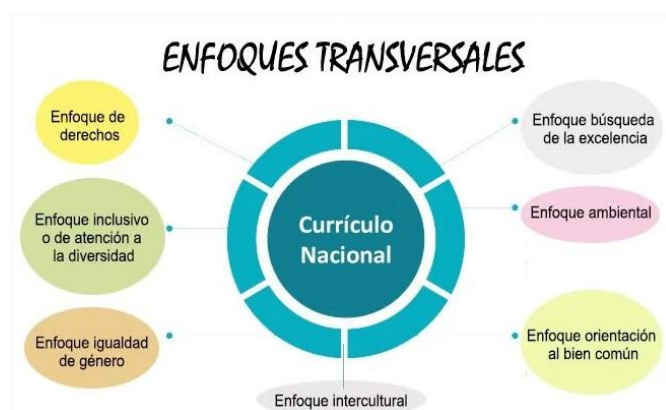 ENFOQUES TRANSVERSALES
Enfoque de
derechos
Enfoque inclusivo
o de atención a
la diversidad
Enfoque igualdad
de género
Currículo
Nacional
Enfoque intercultural
Enfoque búsqueda
de la excelencia
Enfoque ambiental
Enfoque orientación
al bien común